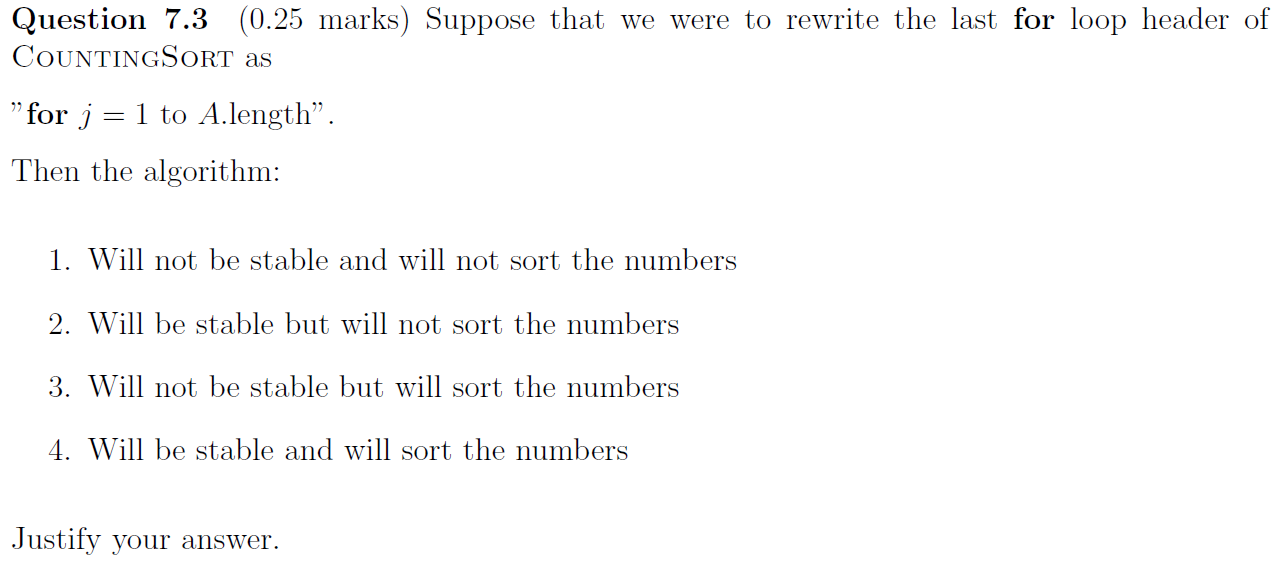 Question 7.3 (0.25 marks) Suppose that we were to rewrite the last for loop header of
COUNTINGSORT as
”for j = 1 to A.length”.
Then the algorithm:
1. Will not be stable and will not sort the numbers
2. Will be stable but will not sort the numbers
3. Will not be stable but will sort the numbers
4. Will be stable and will sort the numbers
Justify your answer.